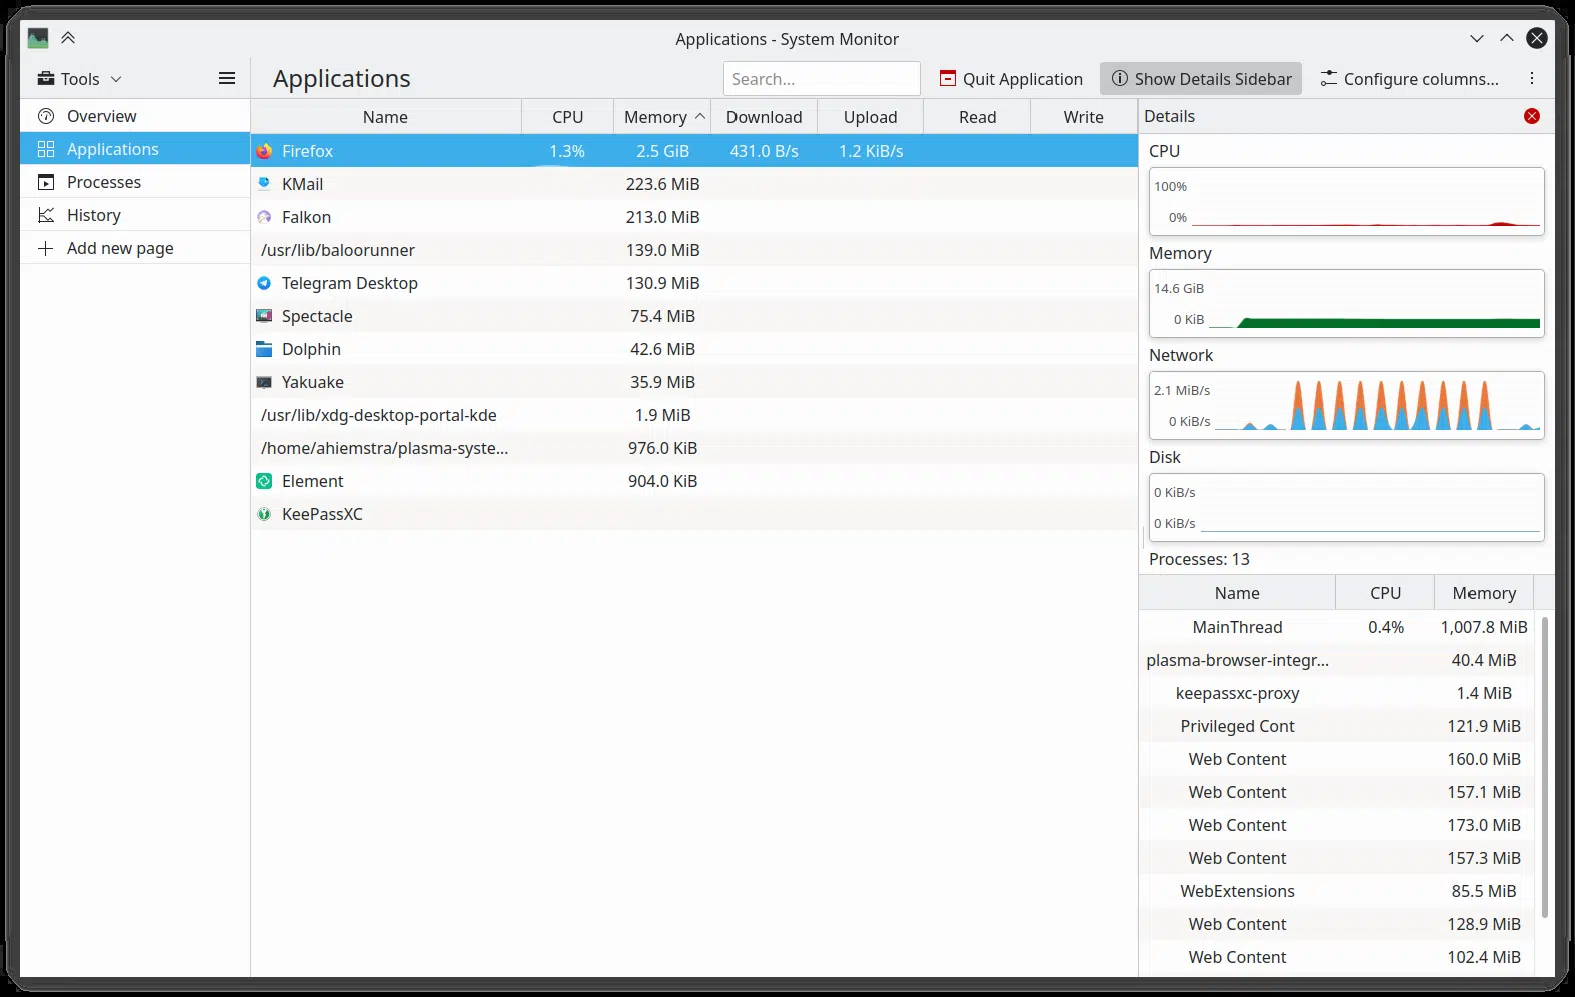 Applications - System Monitor
Tools
Applications
Search...
Quit Application
Show Details Sidebar
Configure columns...
Overview
Applications
Processes
History
Add new page
Name CPU Memory Download Upload Read Write
Firefox 1.3% 2.5 GiB 431.0 B/s 1.2 KiB/s
KMail 223.6 MiB
Falkon 213.0 MiB
/usr/lib/baloorunner 139.0 MiB
Telegram Desktop 130.9 MiB
Spectacle 75.4 MiB
Dolphin 42.6 MiB
Yakuake 35.9 MiB
/usr/lib/xdg-desktop-portal-kde 1.9 MiB
/home/ahiemstra/plasma-syste... 976.0 KiB
Element 904.0 KiB
KeePassXC
Details
CPU
100%
0%
Memory
14.6 GiB
0 KiB
Network
2.1 MiB/s
0 KiB/s
Disk
0 KiB/s
0 KiB/s
Processes: 13
Name CPU Memory
MainThread 0.4% 1,007.8 MiB
plasma-browser-integr... 40.4 MiB
keepassxc-proxy 1.4 MiB
Privileged Cont 121.9 MiB
Web Content 160.0 MiB
Web Content 157.1 MiB
Web Content 173.0 MiB
Web Content 157.3 MiB
WebExtensions 85.5 MiB
Web Content 128.9 MiB
Web Content 102.4 MiB